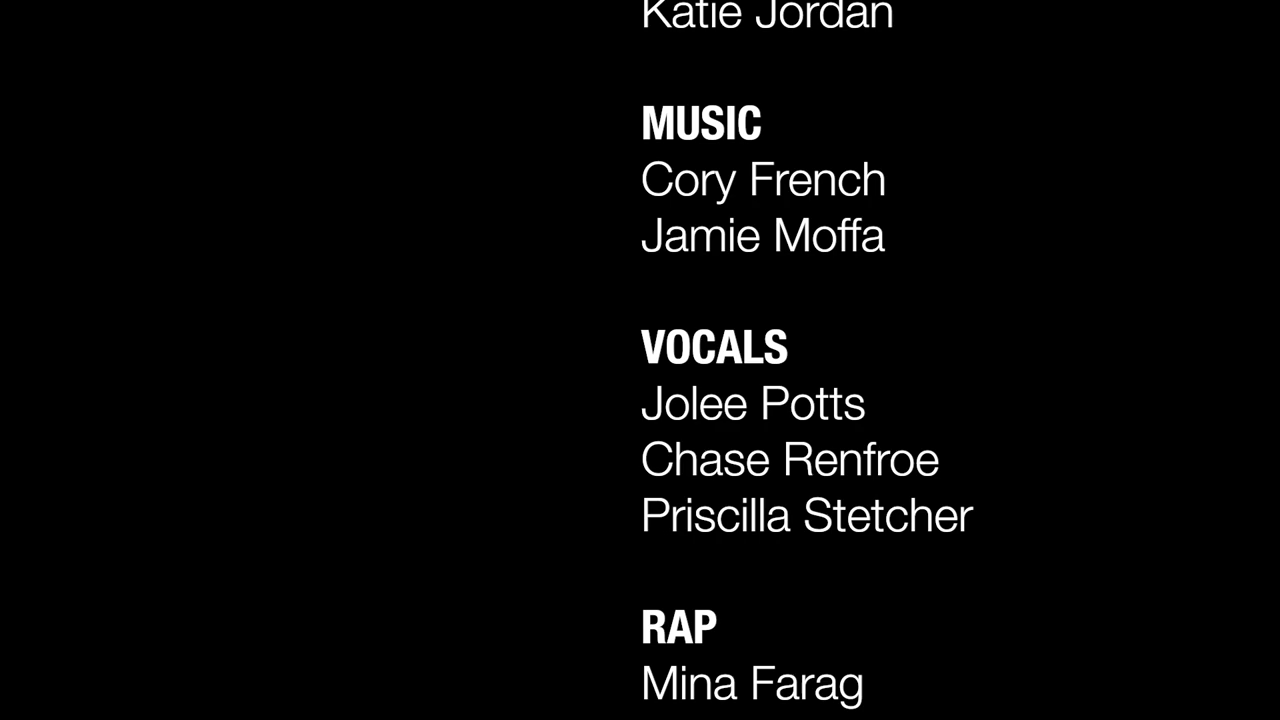 Katie Jordan
MUSIC
Cory French
Jamie Moffa
VOCALS
Jolee Potts
Chase Renfroe
Priscilla Stetcher
RAP
Mina Farag